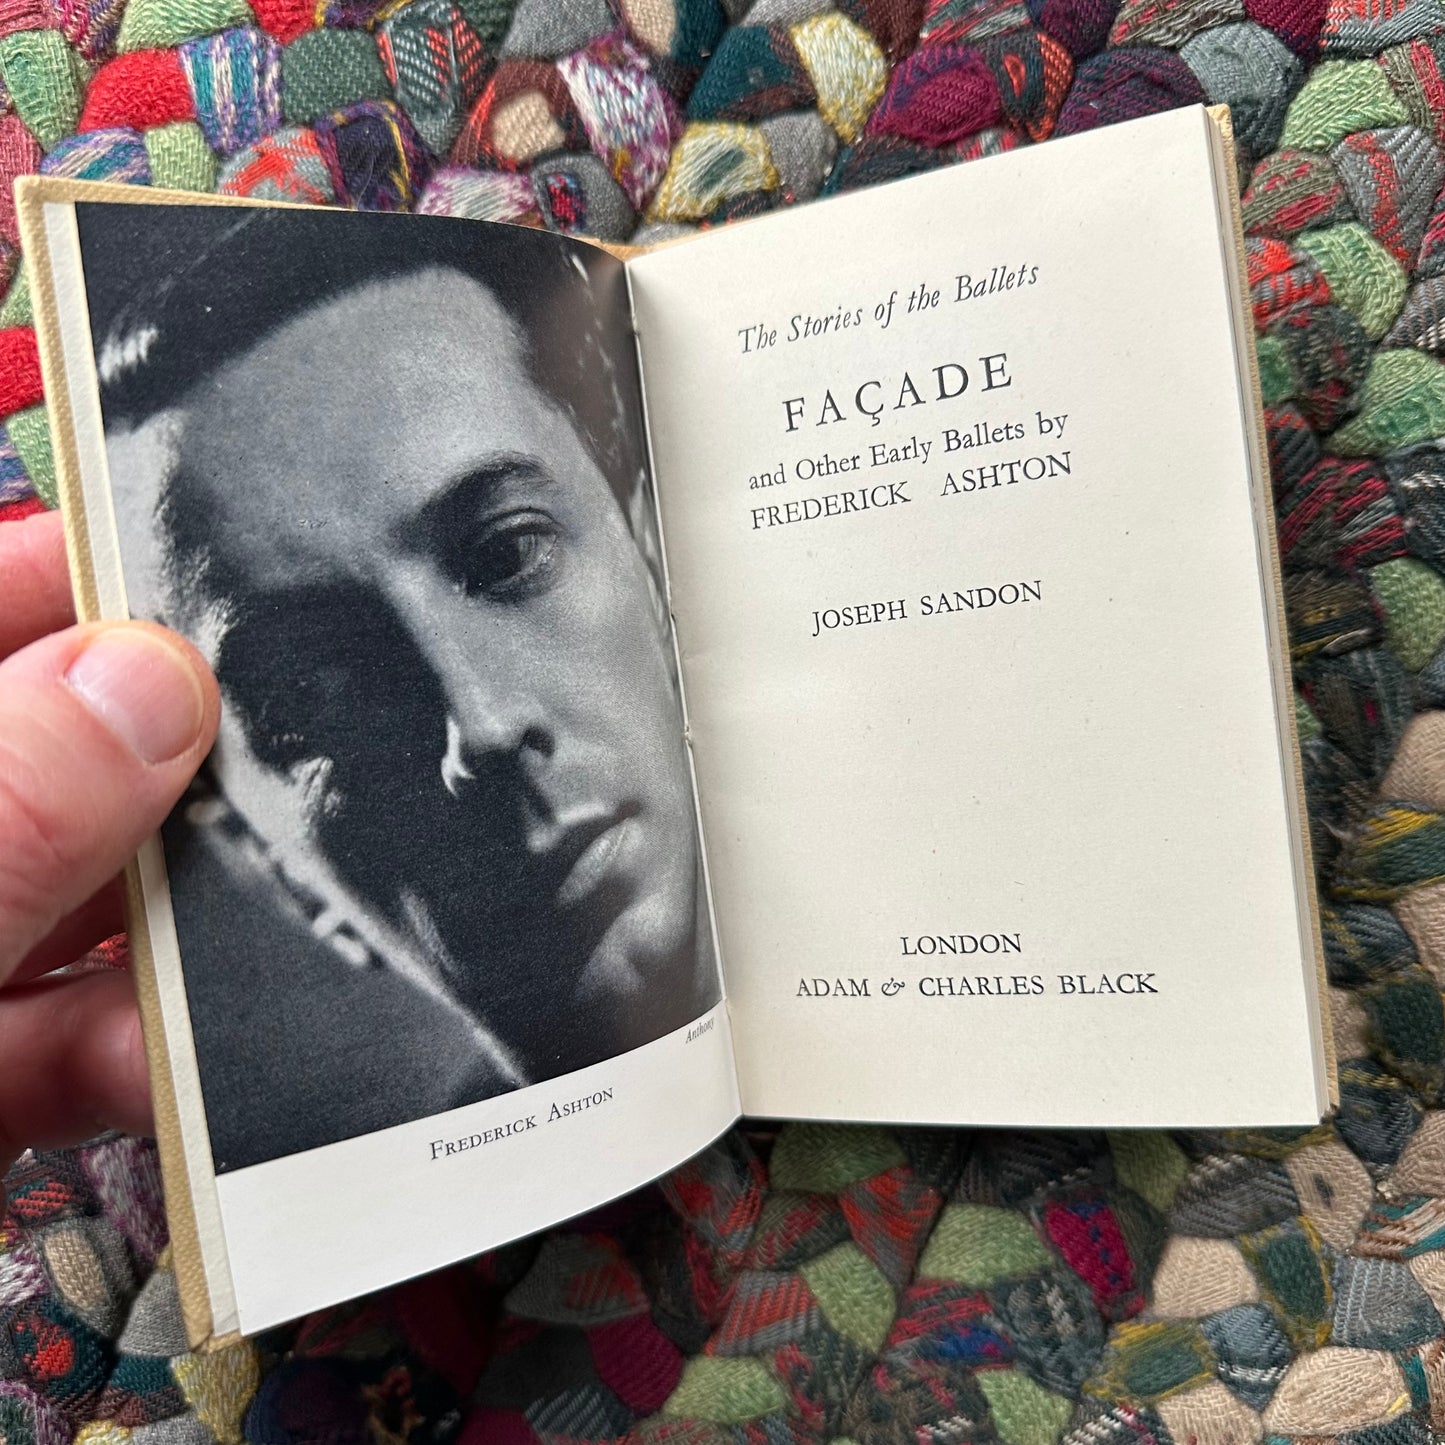 Anthony
FREDERICK ASHTON
The Stories of the Ballets
FAÇADE
and Other Early Ballets by
FREDERICK ASHTON
JOSEPH SANDON
LONDON
ADAM & CHARLES BLACK